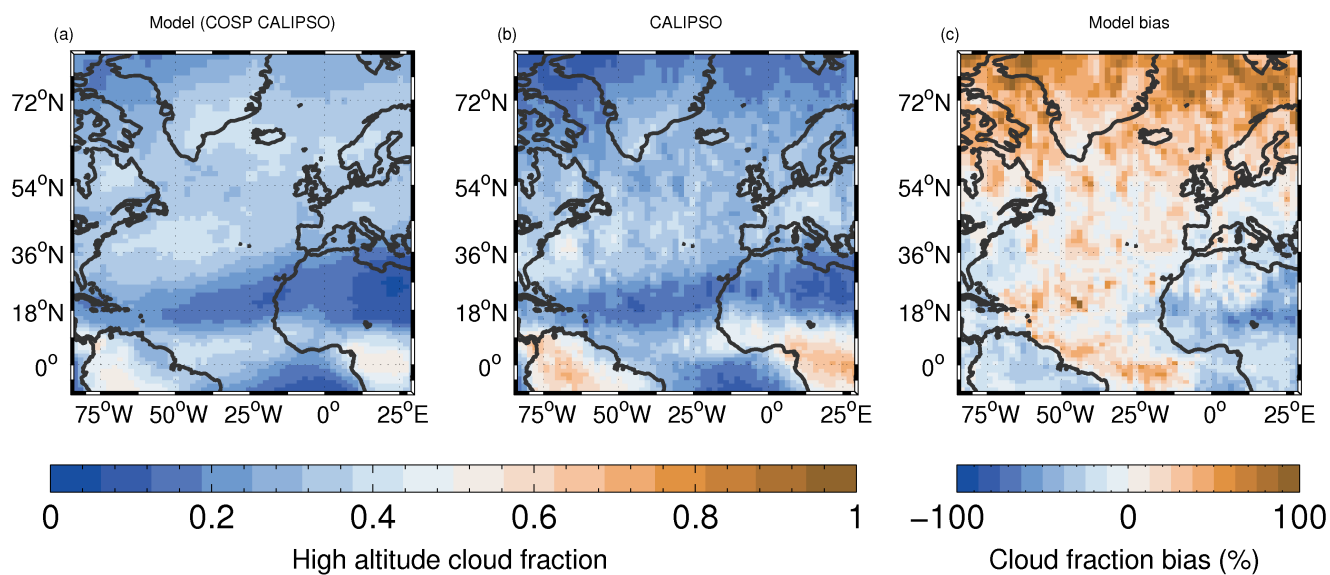 Model (COSP CALIPSO)
CALIPSO
Model bias
(a)
(b)
(c)
72°N
54°N
36°N
18°N
0°
75°W
50°W
25°W
0°
25°E
72°N
54°N
36°N
18°N
0°
75°W
50°W
25°W
0°
25°E
72°N
54°N
36°N
18°N
0°
75°W
50°W
25°W
0°
25°E
0
0.2
0.4
0.6
0.8
1
High altitude cloud fraction
−100
0
100
Cloud fraction bias (%)